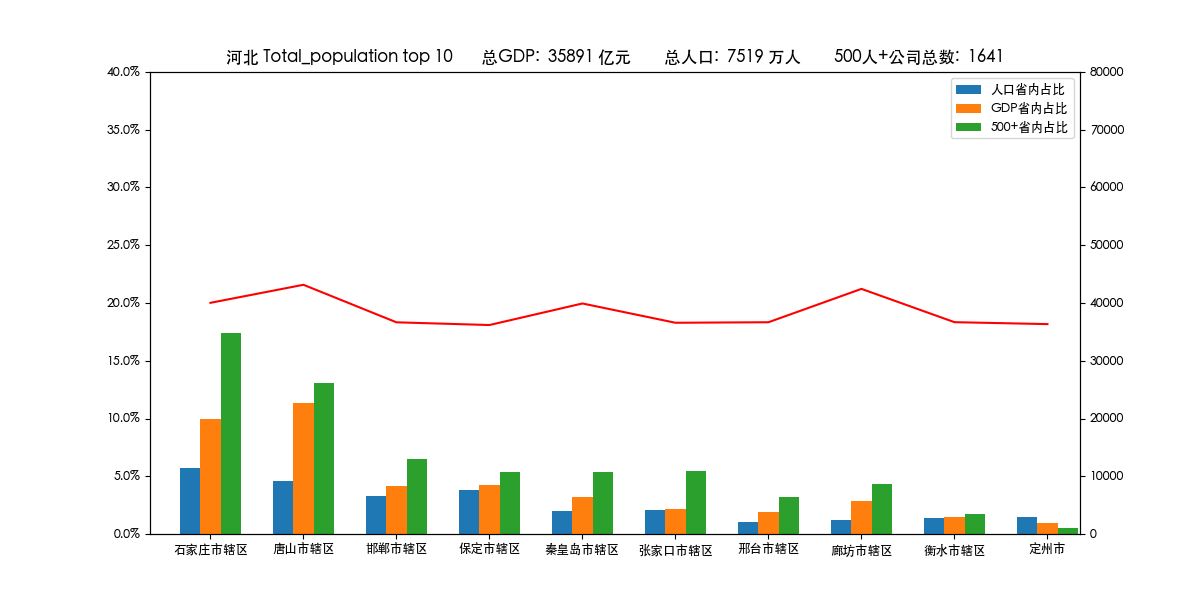 河北 Total_population top 10 总GDP: 35891 亿元 总人口: 7519 万人 500人+公司总数: 1641
40.0%
35.0%
30.0%
25.0%
20.0%
15.0%
10.0%
5.0%
0.0%
80000
70000
60000
50000
40000
30000
20000
10000
0
人口省内占比
GDP省内占比
500+省内占比
石家庄市辖区
唐山市辖区
邯郸市辖区
保定市辖区
秦皇岛市辖区
张家口市辖区
邢台市辖区
廊坊市辖区
衡水市辖区
定州市